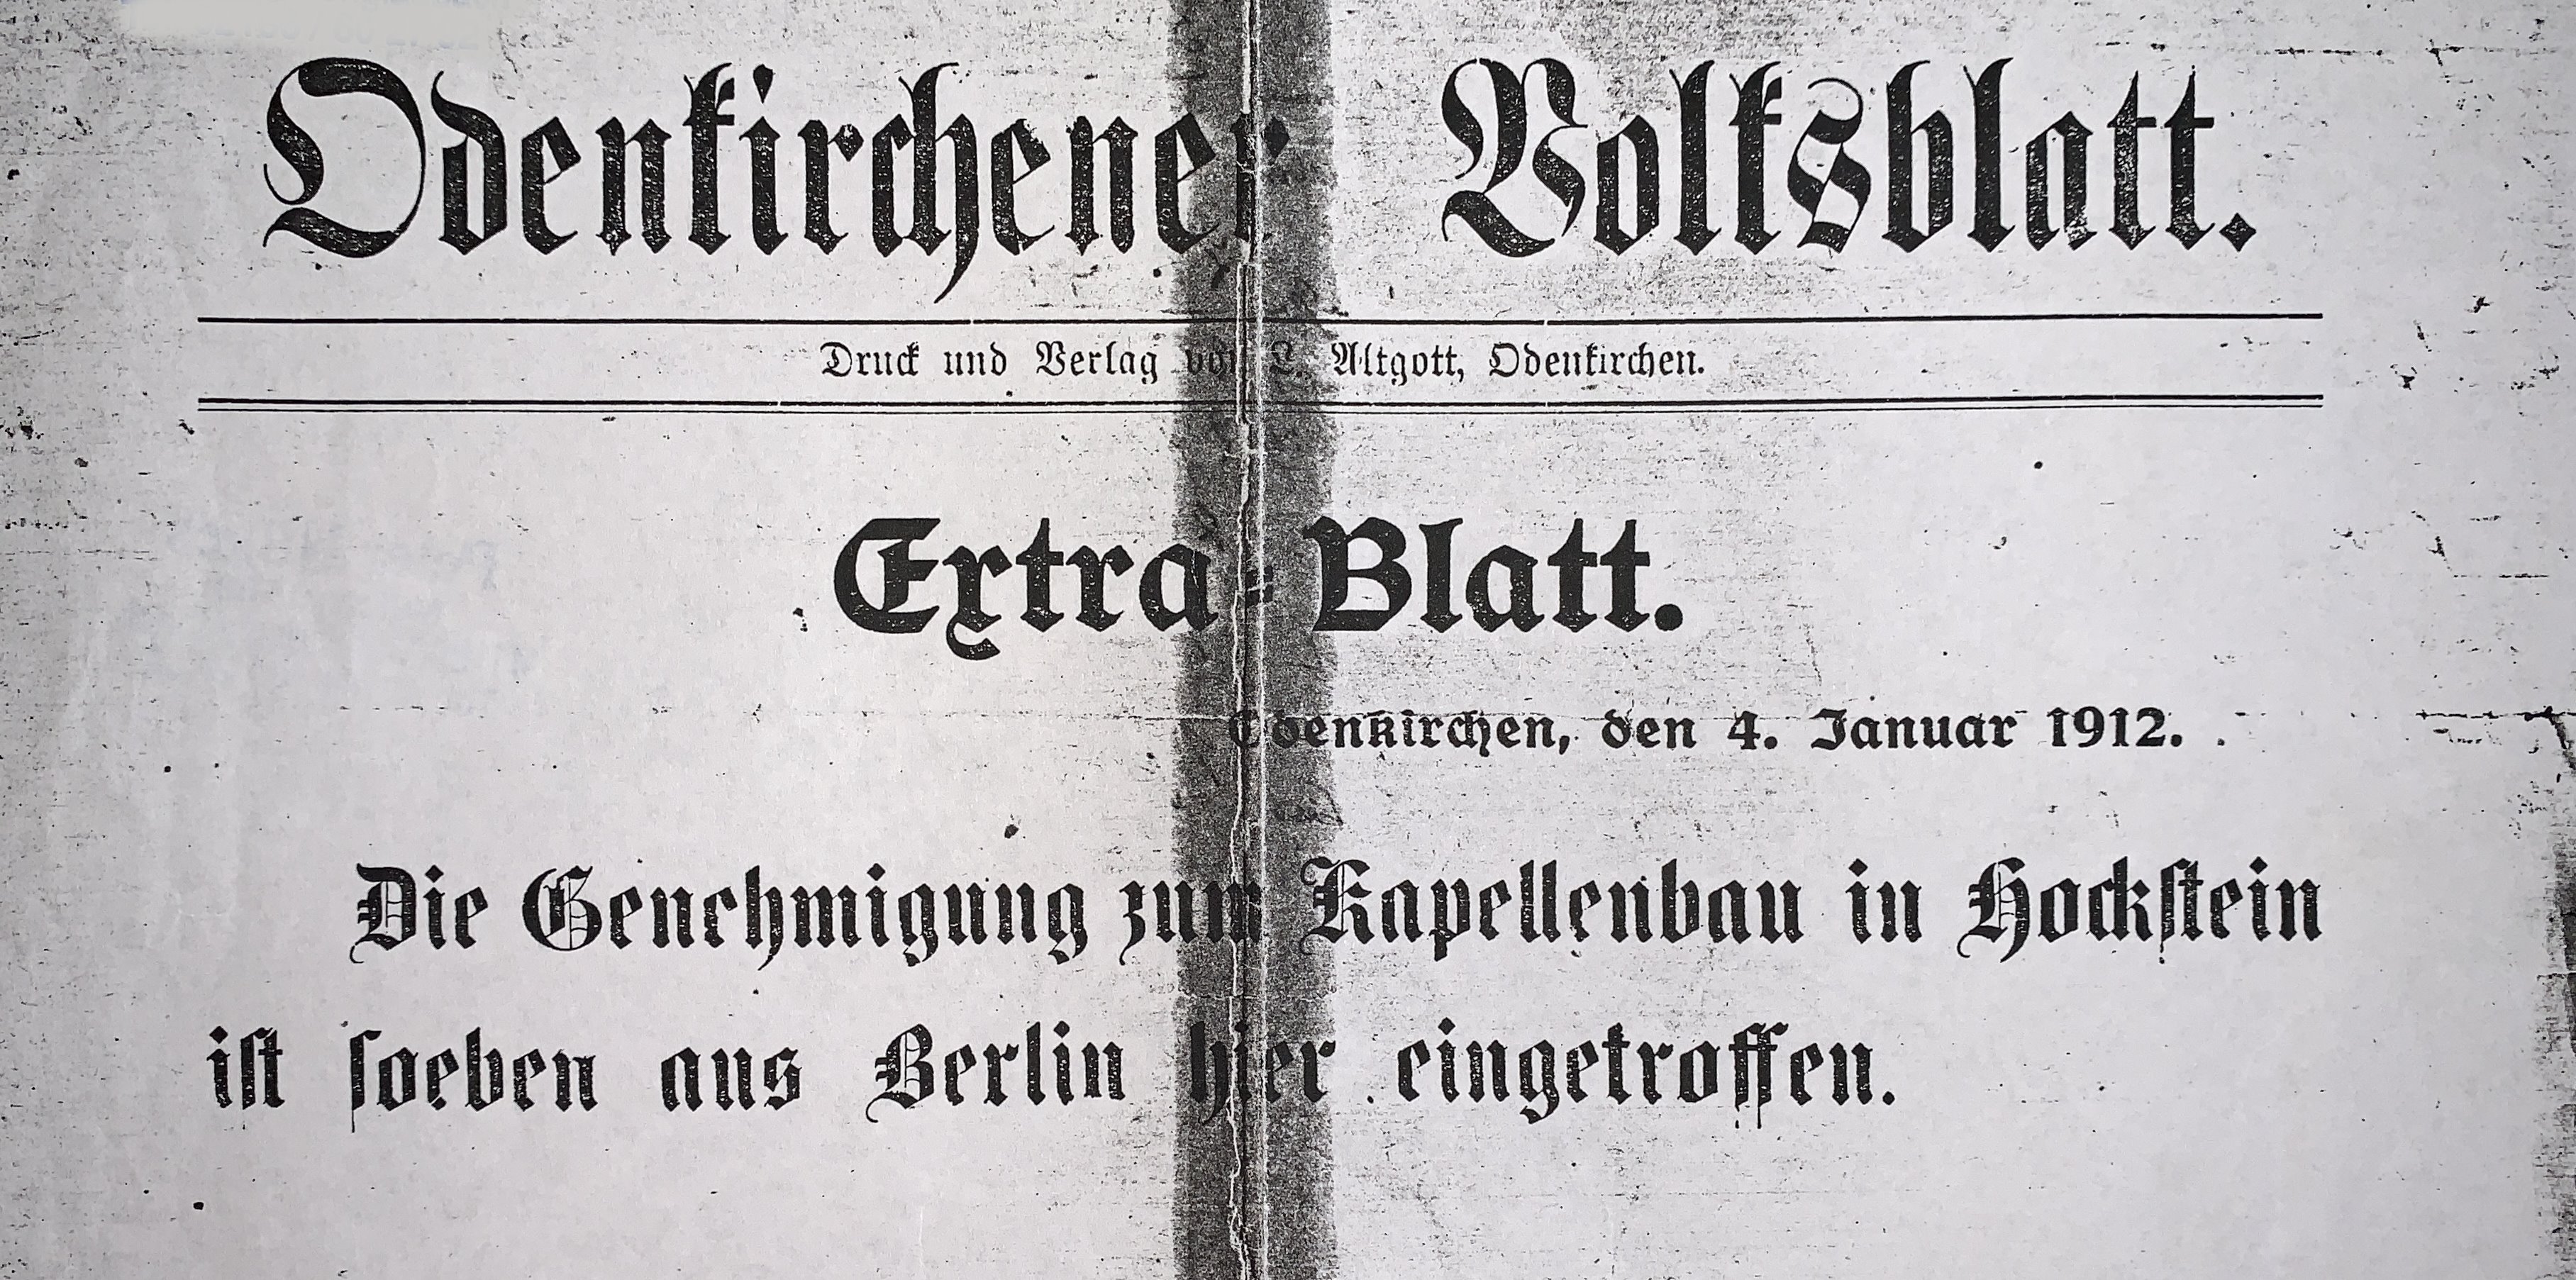 Odenkirchener Volksblatt.
Druck und Verlag von L. Altgott, Odenkirchen.
Extra-Blatt.
Odenkirchen, den 4. Januar 1912.
Die Genehmigung zum Kapellenbau in Hockstein
ist soeben aus Berlin hier eingetroffen.